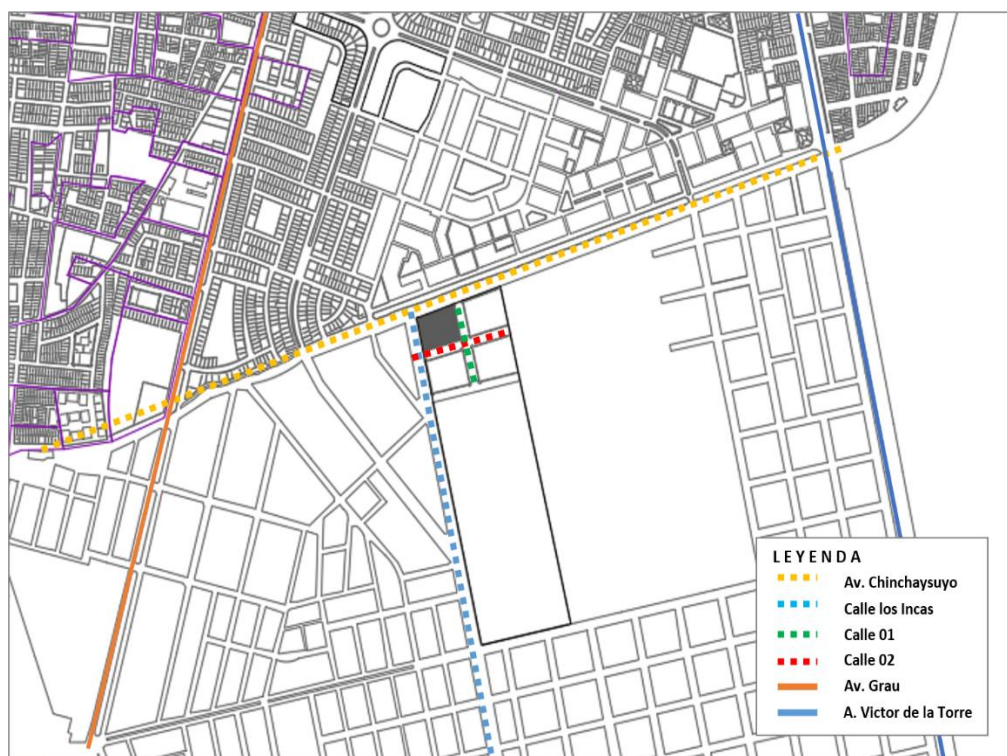 L E Y E N D A
Av. Chinchaysuyo
Calle los Incas
Calle 01
Calle 02
Av. Grau
A. Victor de la Torre